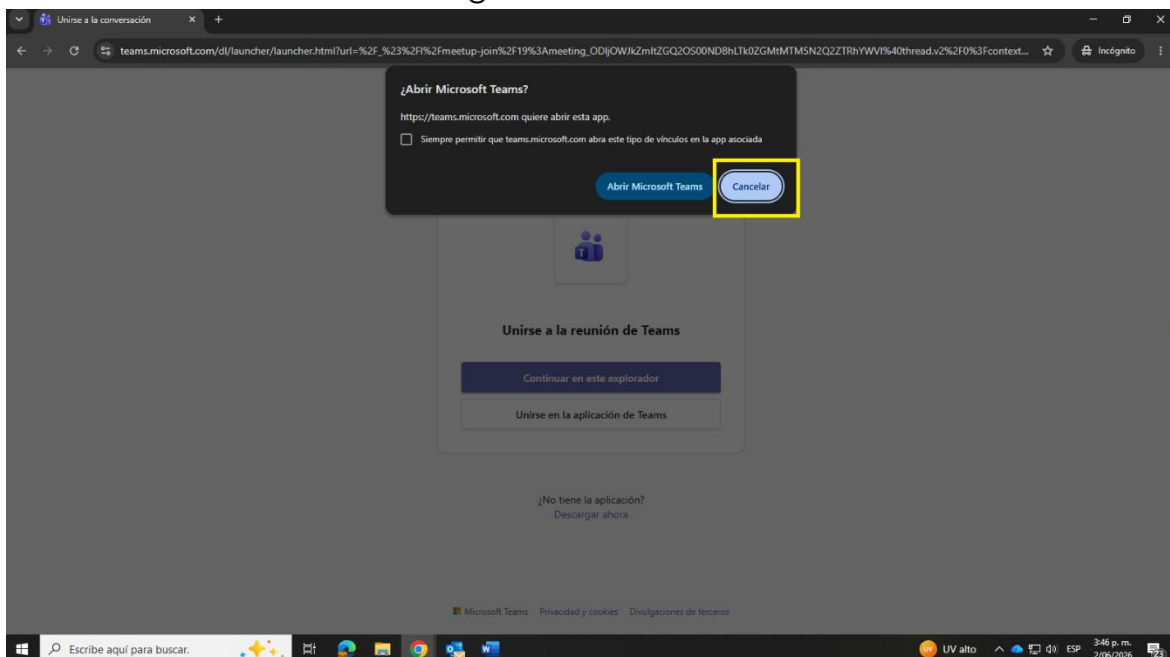 Unirse a la conversación
teams.microsoft.com/dl/launcher/launcher.html?url=%2F_%23%2Fl%2Fmeetup-join%2F19%3Ameeting_ODljOWJkZmItZGQ2OS00NDBhLTk0ZGMtMTM5N2Q2ZTRhYWVl%40thread.v2%2F0%3Fcontext...
Incógnito
¿Abrir Microsoft Teams?
https://teams.microsoft.com quiere abrir esta app.
Siempre permitir que teams.microsoft.com abra este tipo de vínculos en la app asociada
Abrir Microsoft Teams
Cancelar
Unirse a la reunión de Teams
Continuar en este explorador
Unirse en la aplicación de Teams
¿No tiene la aplicación?
Descargar ahora
Microsoft Teams Privacidad y cookies Divulgaciones de terceros
Escribe aquí para buscar.
UV alto
ESP
3:46 p. m.
2/06/2026
23